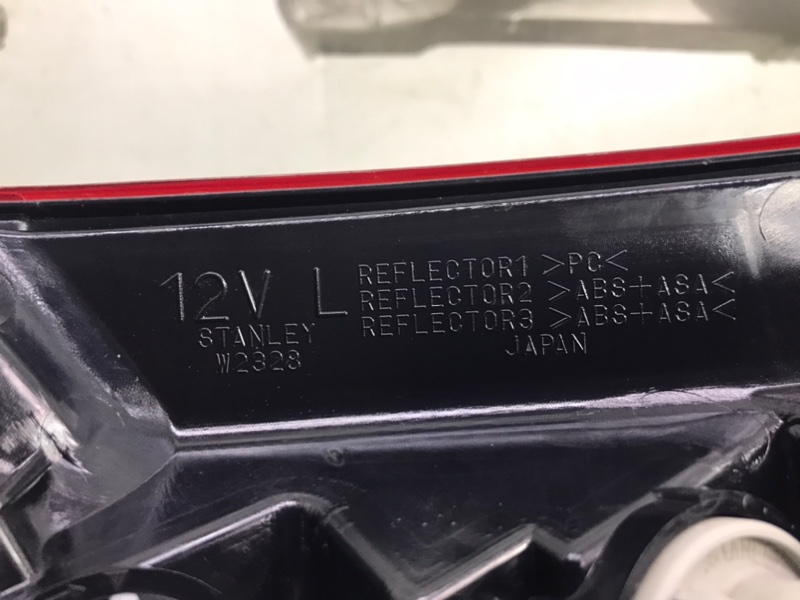 12V L
STANLEY
W2328
REFLECTOR1 >PC<
REFLECTOR2 >ABS+ASA<
REFLECTOR3 >ABS+ASA<
JAPAN